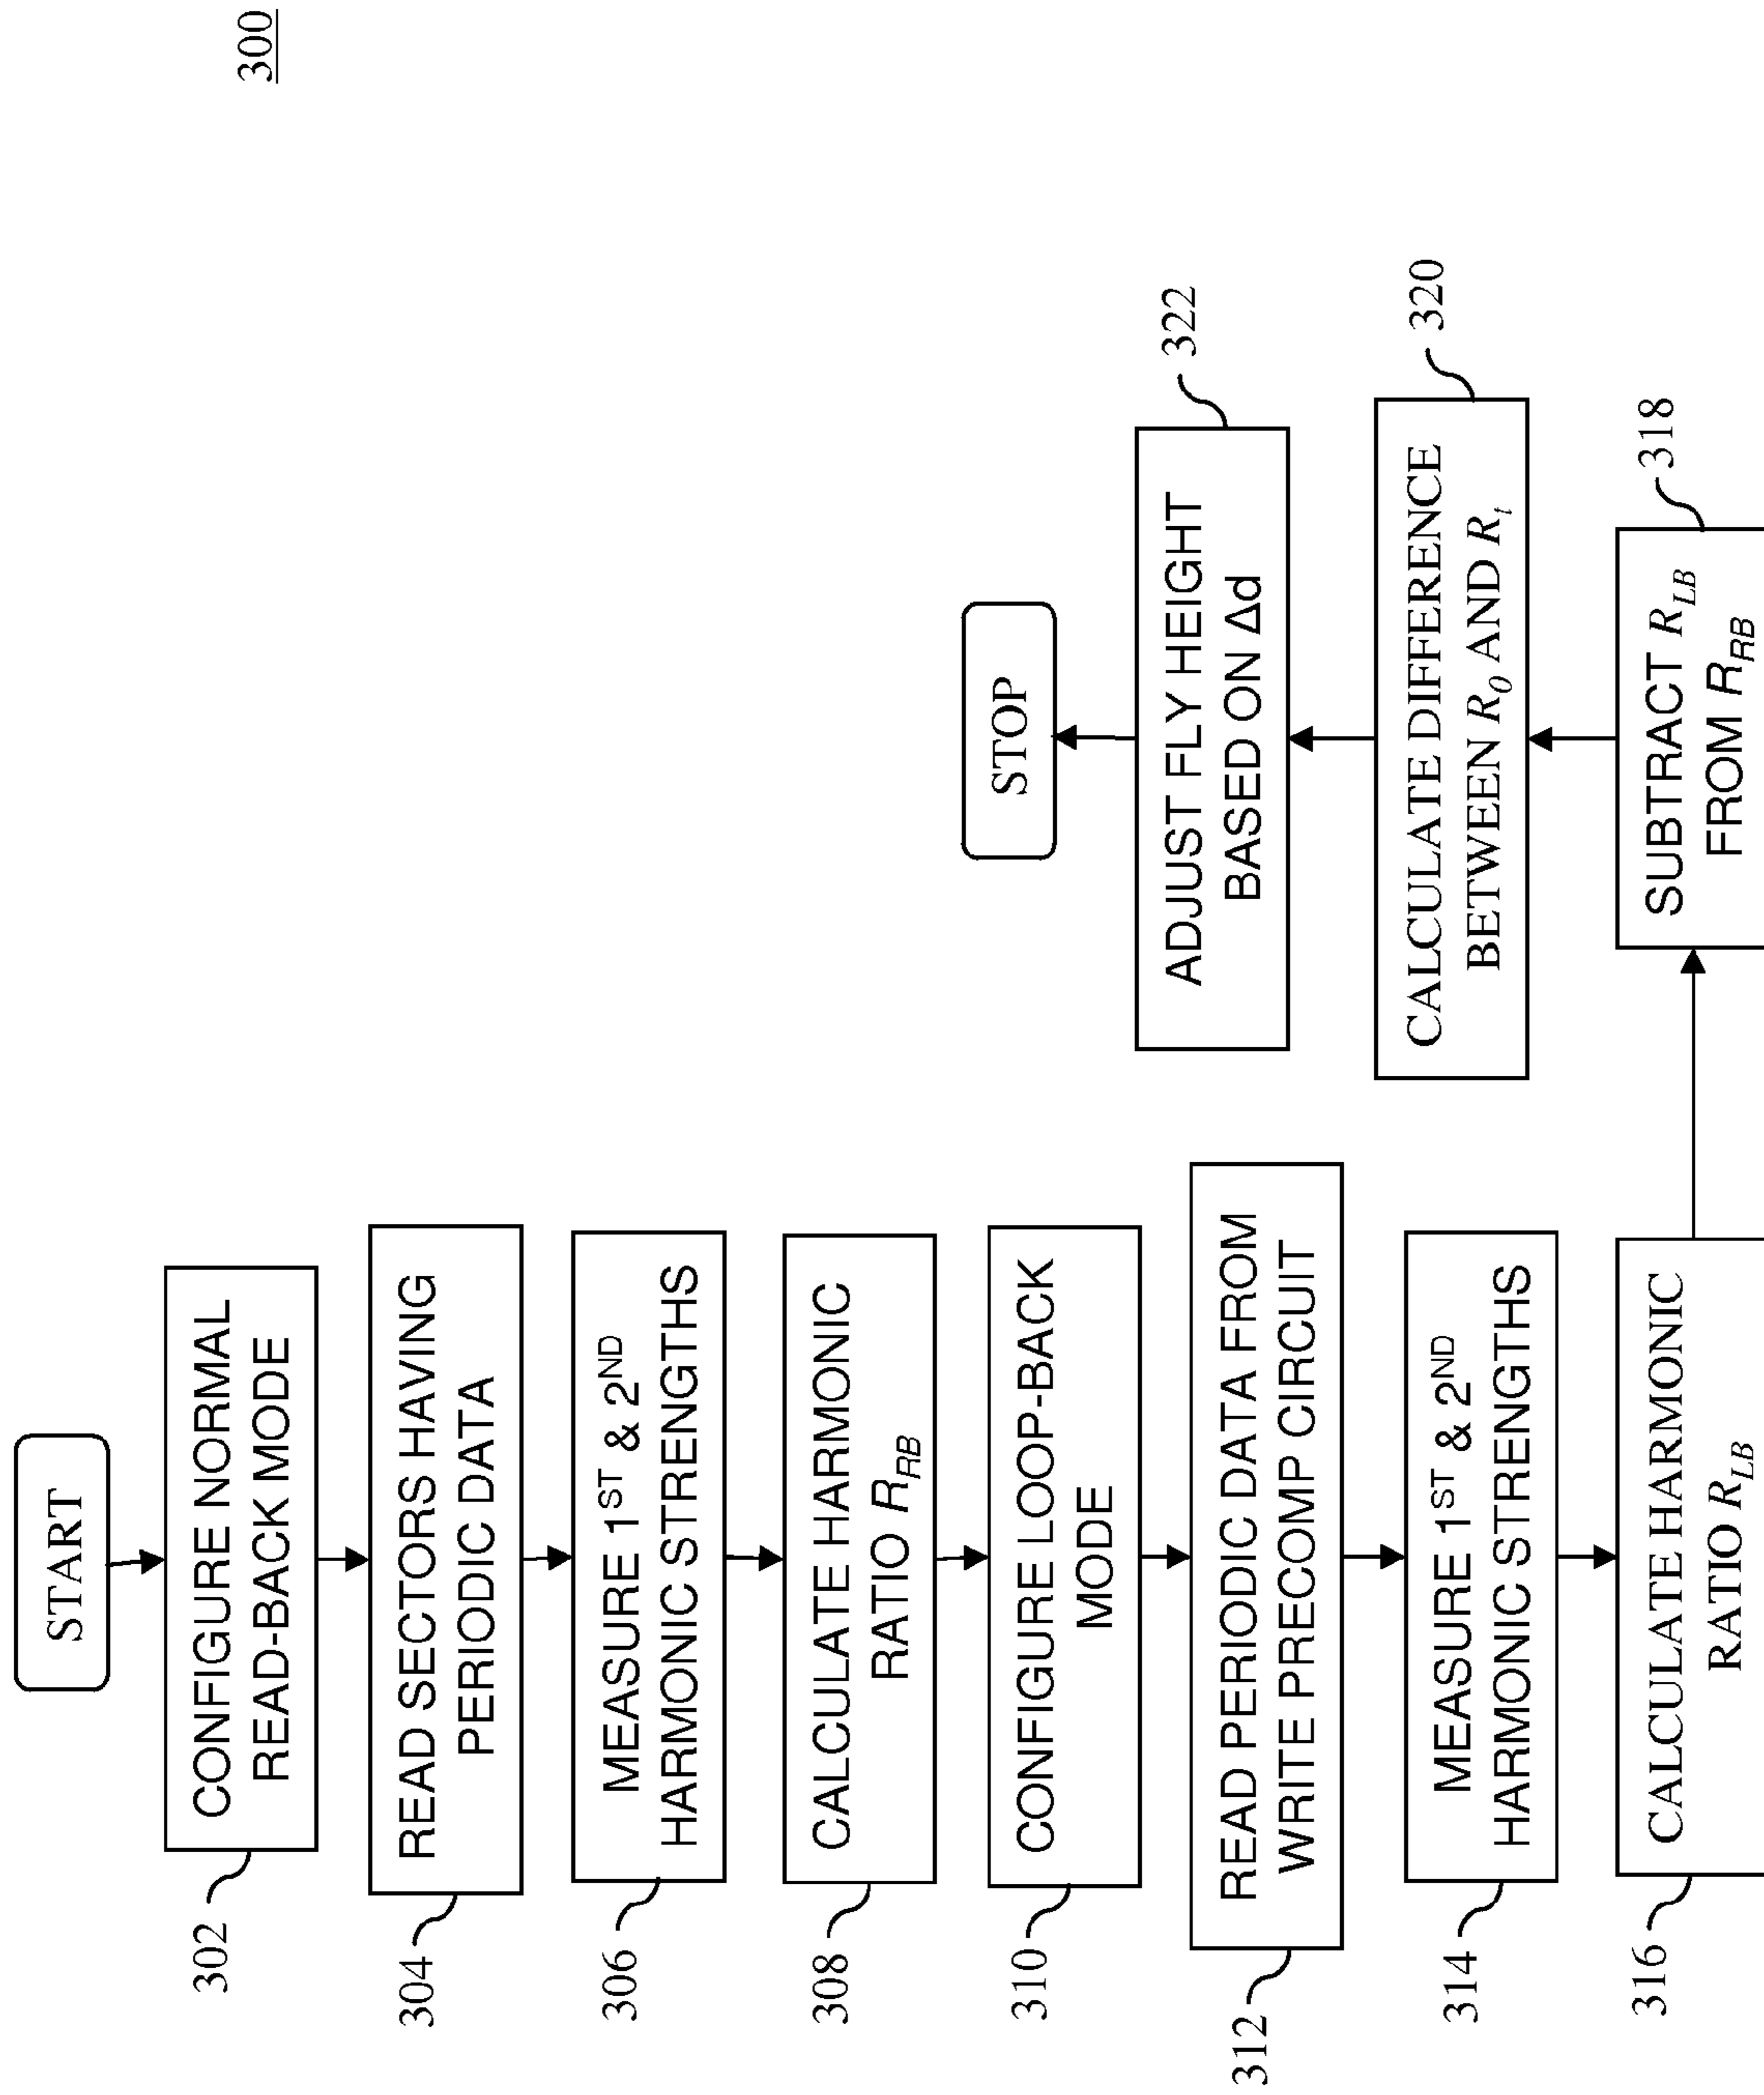 300
START
302
CONFIGURE NORMAL
READ-BACK MODE
304
READ SECTORS HAVING
PERIODIC DATA
306
MEASURE 1ST & 2ND
HARMONIC STRENGTHS
308
CALCULATE HARMONIC
RATIO RRB
310
CONFIGURE LOOP-BACK
MODE
312
READ PERIODIC DATA FROM
WRITE PRECOMP CIRCUIT
314
MEASURE 1ST & 2ND
HARMONIC STRENGTHS
316
CALCULATE HARMONIC
RATIO RLB
SUBTRACT RLB
FROM RRB
318
CALCULATE DIFFERENCE
BETWEEN R0 AND Rt
320
ADJUST FLY HEIGHT
BASED ON Δd
322
STOP